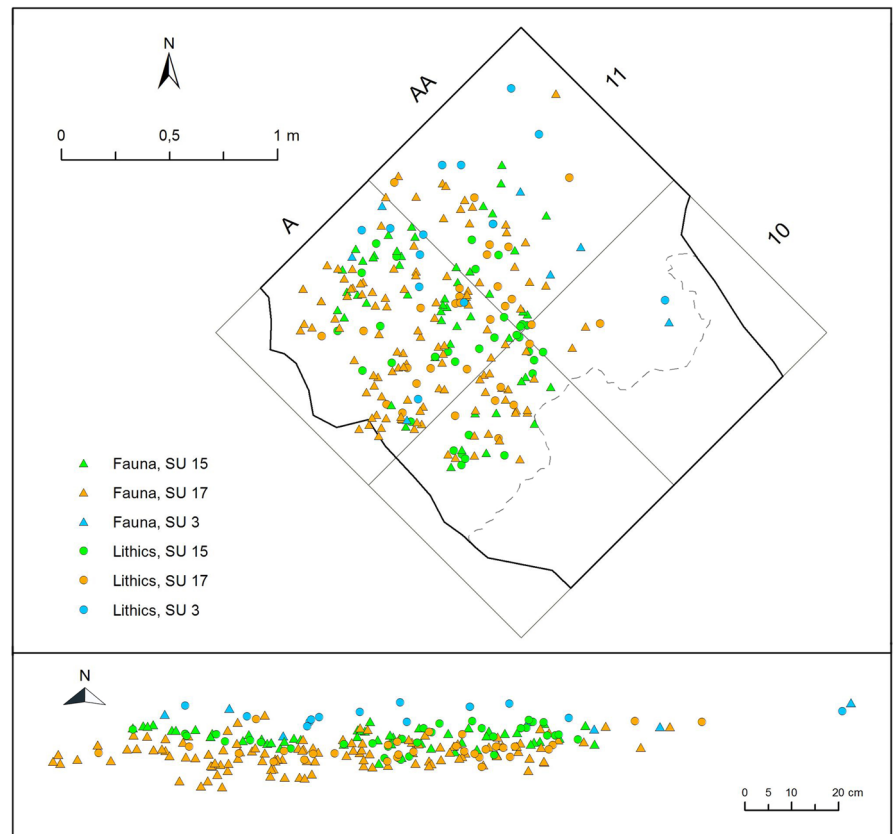 N
0 0,5 1 m
AA
11
A
10
Fauna, SU 15
Fauna, SU 17
Fauna, SU 3
Lithics, SU 15
Lithics, SU 17
Lithics, SU 3
N
0 5 10 20 cm